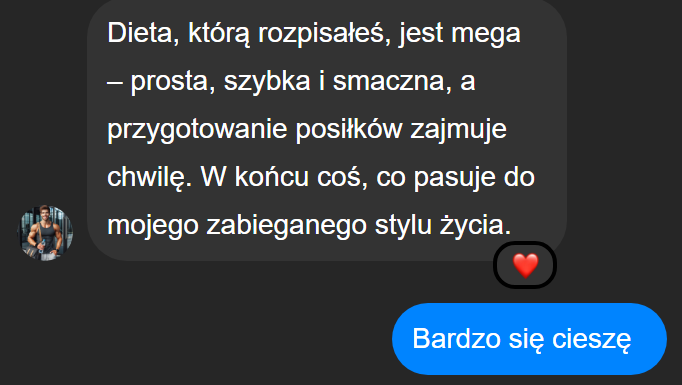 Dieta, którą rozpisałeś, jest mega
– prosta, szybka i smaczna, a
przygotowanie posiłków zajmuje
chwilę. W końcu coś, co pasuje do
mojego zabieganego stylu życia.
Bardzo się cieszę